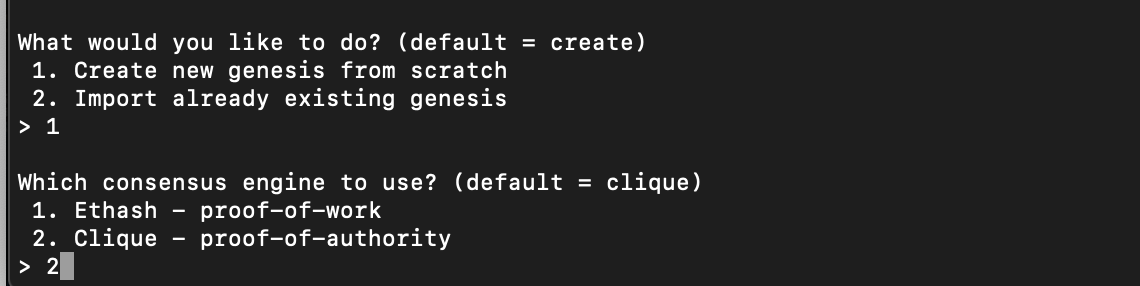 What would you like to do? (default = create)
 1. Create new genesis from scratch
 2. Import already existing genesis
> 1
Which consensus engine to use? (default = clique)
 1. Ethash - proof-of-work
 2. Clique - proof-of-authority
> 2